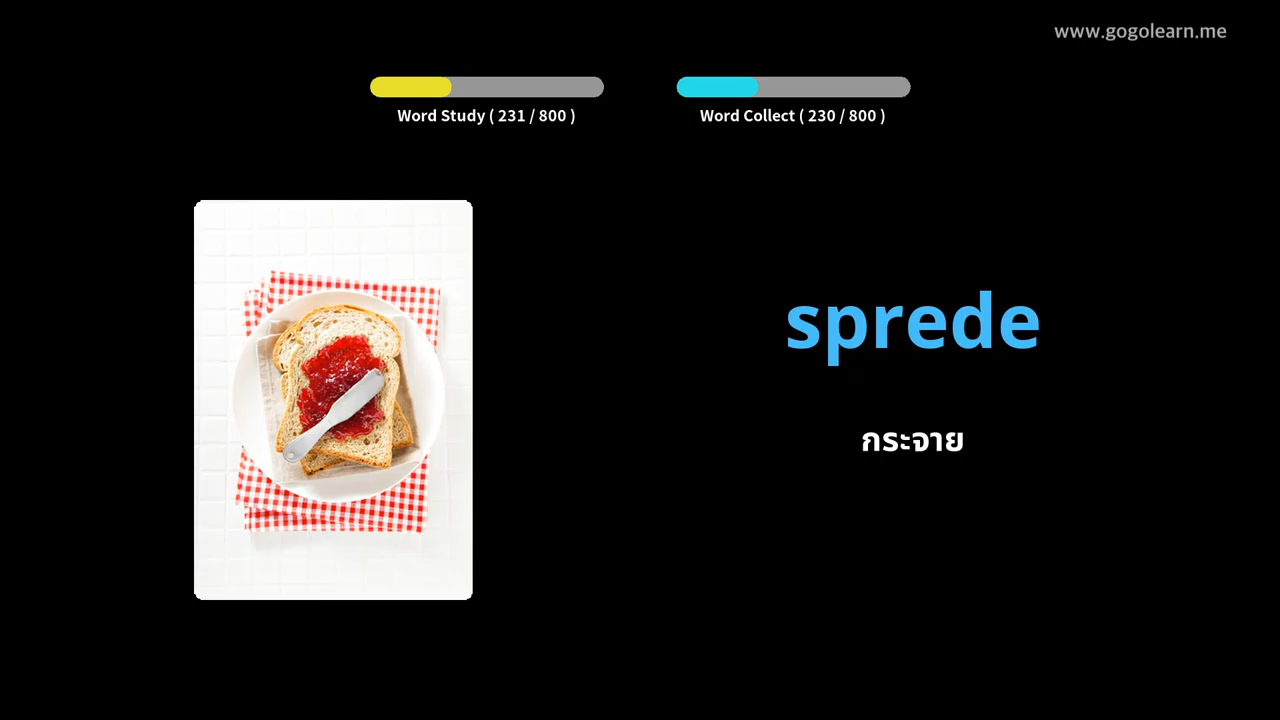 www.gogolearn.me
Word Study ( 231 / 800 )
Word Collect ( 230 / 800 )
sprede
กระจาย